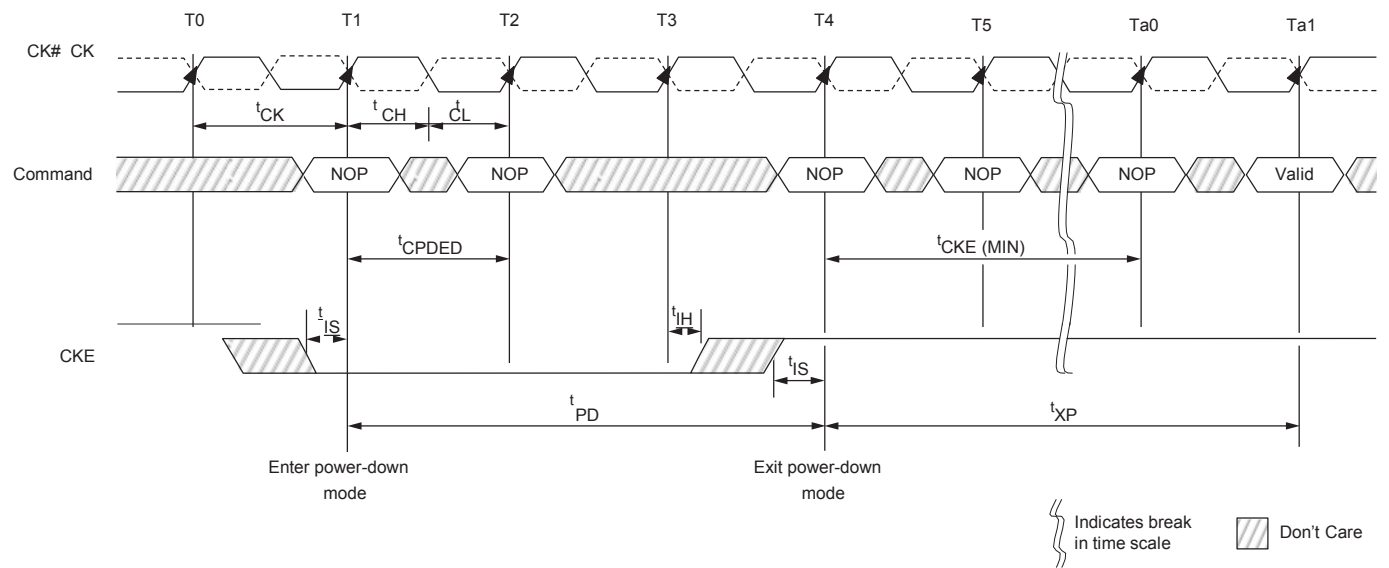 T0 T1 T2 T3 T4 T5 Ta0 Ta1
CK# CK
tCK tCH tCL
Command NOP NOP NOP NOP NOP Valid
tCPDED tCKE (MIN)
tIS tIH
CKE
tIS
tPD tXP
Enter power-down
mode
Exit power-down
mode
Indicates break
in time scale
Don't Care